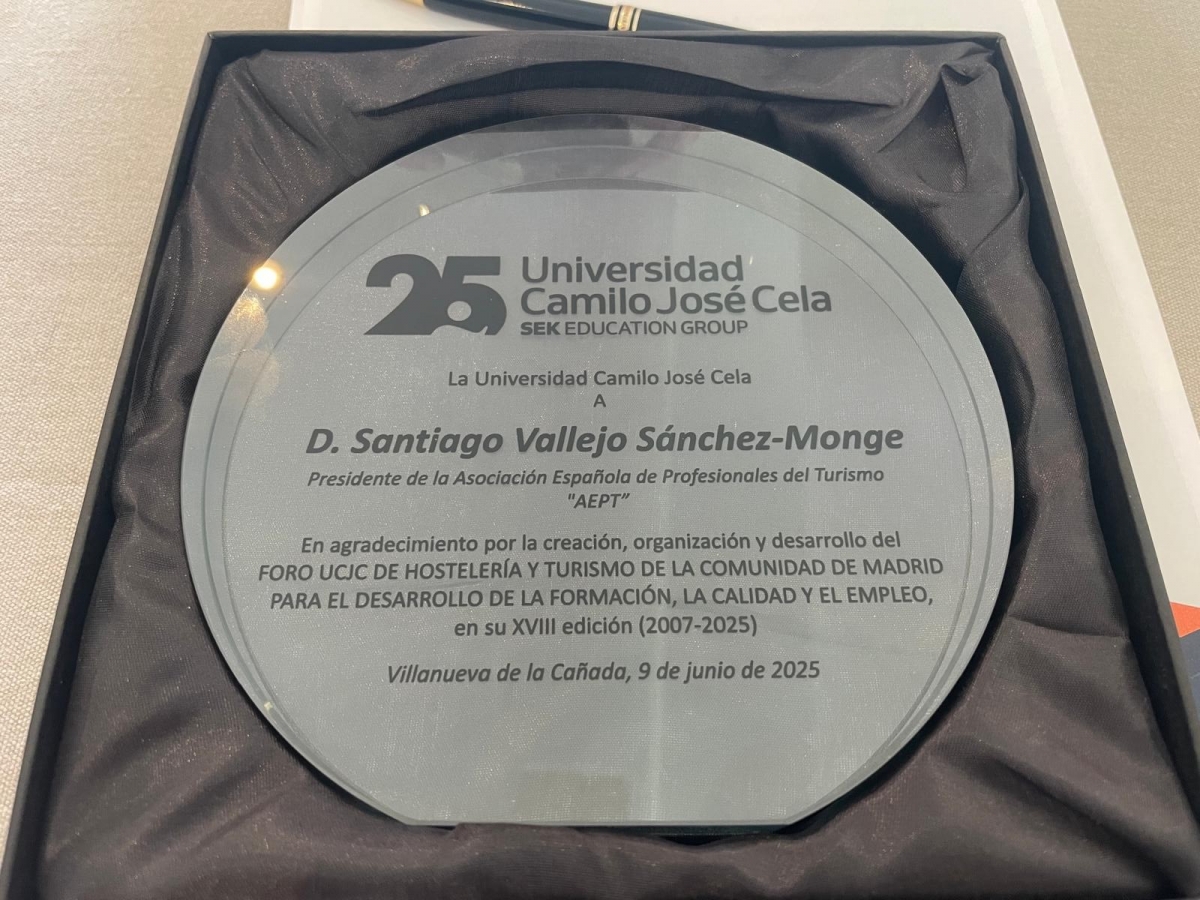 25 Universidad
Camilo José Cela
SEK EDUCATION GROUP
La Universidad Camilo José Cela
A
D. Santiago Vallejo Sánchez-Monge
Presidente de la Asociación Española de Profesionales del Turismo
"AEPT”
En agradecimiento por la creación, organización y desarrollo del
FORO UCJC DE HOSTELERÍA Y TURISMO DE LA COMUNIDAD DE MADRID
PARA EL DESARROLLO DE LA FORMACIÓN, LA CALIDAD Y EL EMPLEO,
en su XVIII edición (2007-2025)
Villanueva de la Cañada, 9 de junio de 2025